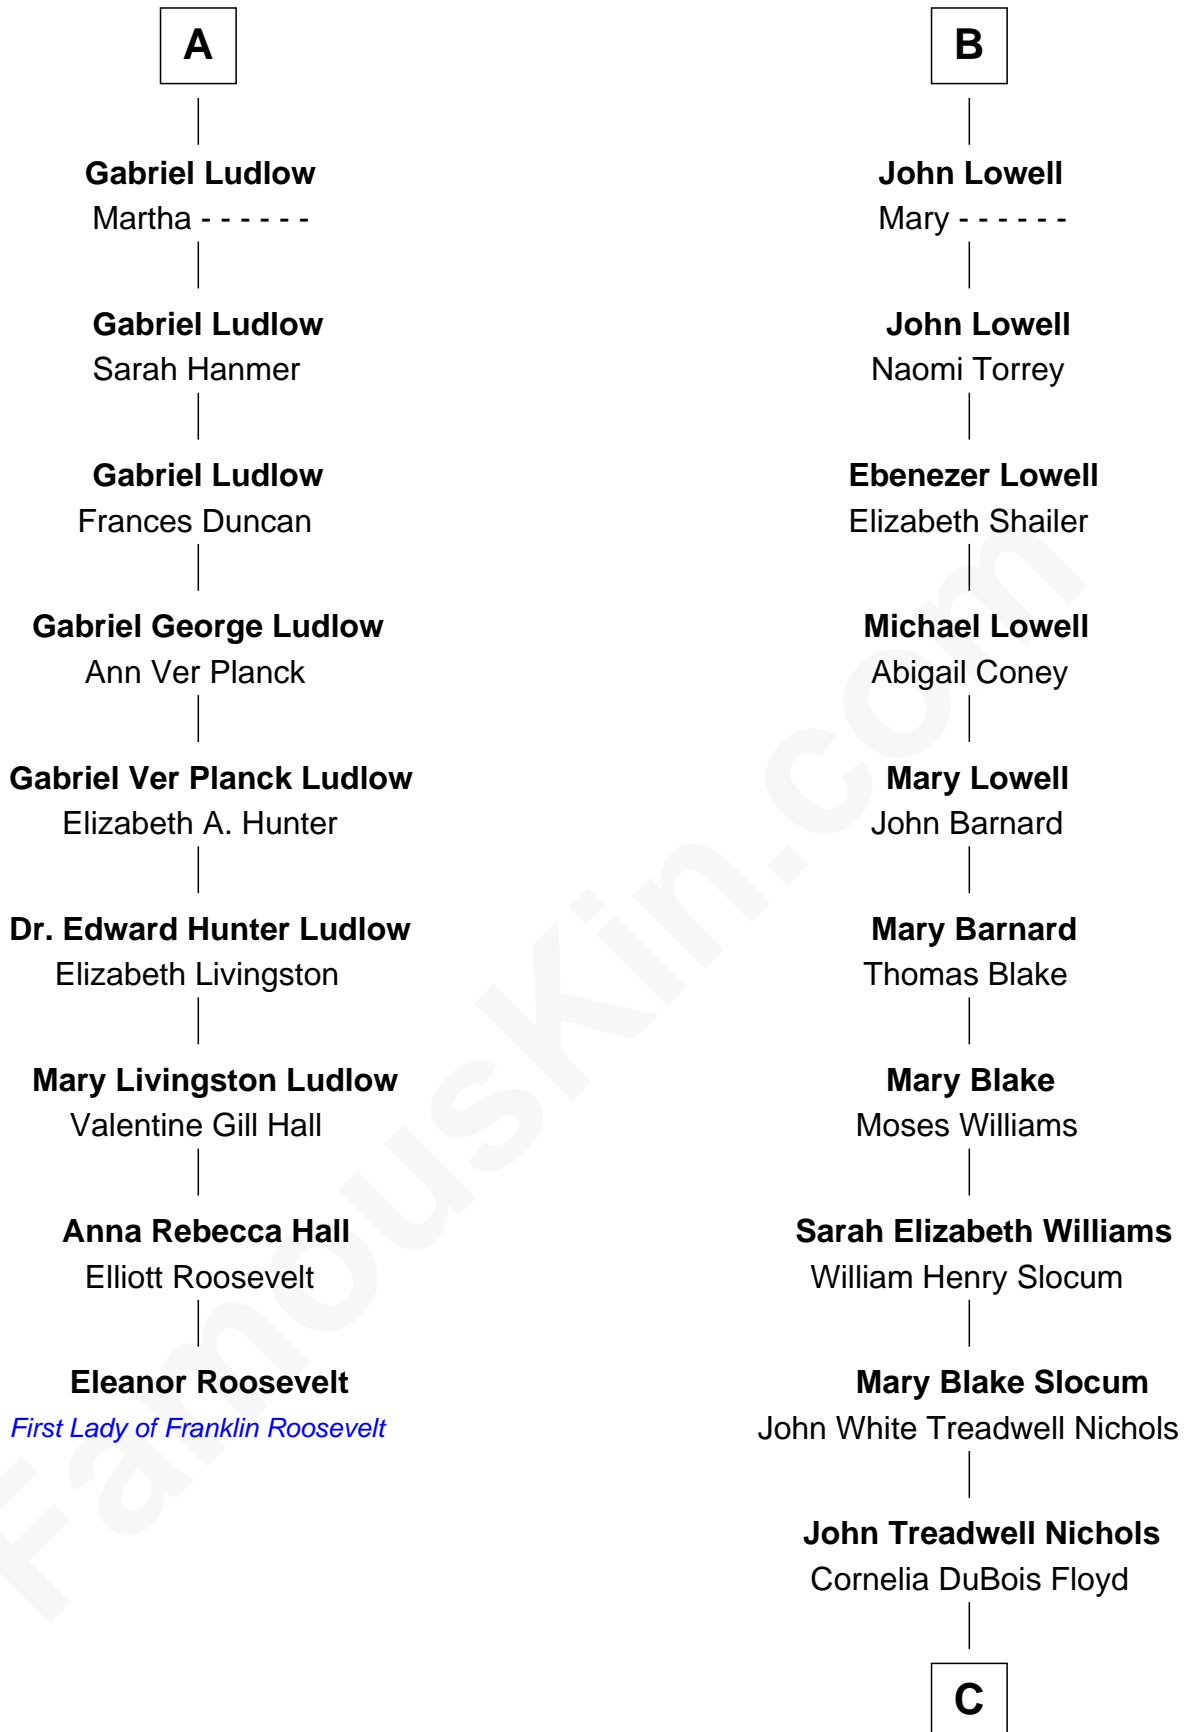 A
Gabriel Ludlow
Martha - - - - - -
Gabriel Ludlow
Sarah Hanmer
Gabriel Ludlow
Frances Duncan
Gabriel George Ludlow
Ann Ver Planck
Gabriel Ver Planck Ludlow
Elizabeth A. Hunter
Dr. Edward Hunter Ludlow
Elizabeth Livingston
Mary Livingston Ludlow
Valentine Gill Hall
Anna Rebecca Hall
Elliott Roosevelt
Eleanor Roosevelt
First Lady of Franklin Roosevelt
B
John Lowell
Mary - - - - - -
John Lowell
Naomi Torrey
Ebenezer Lowell
Elizabeth Shailer
Michael Lowell
Abigail Coney
Mary Lowell
John Barnard
Mary Barnard
Thomas Blake
Mary Blake
Moses Williams
Sarah Elizabeth Williams
William Henry Slocum
Mary Blake Slocum
John White Treadwell Nichols
John Treadwell Nichols
Cornelia DuBois Floyd
C
FamousKin.com